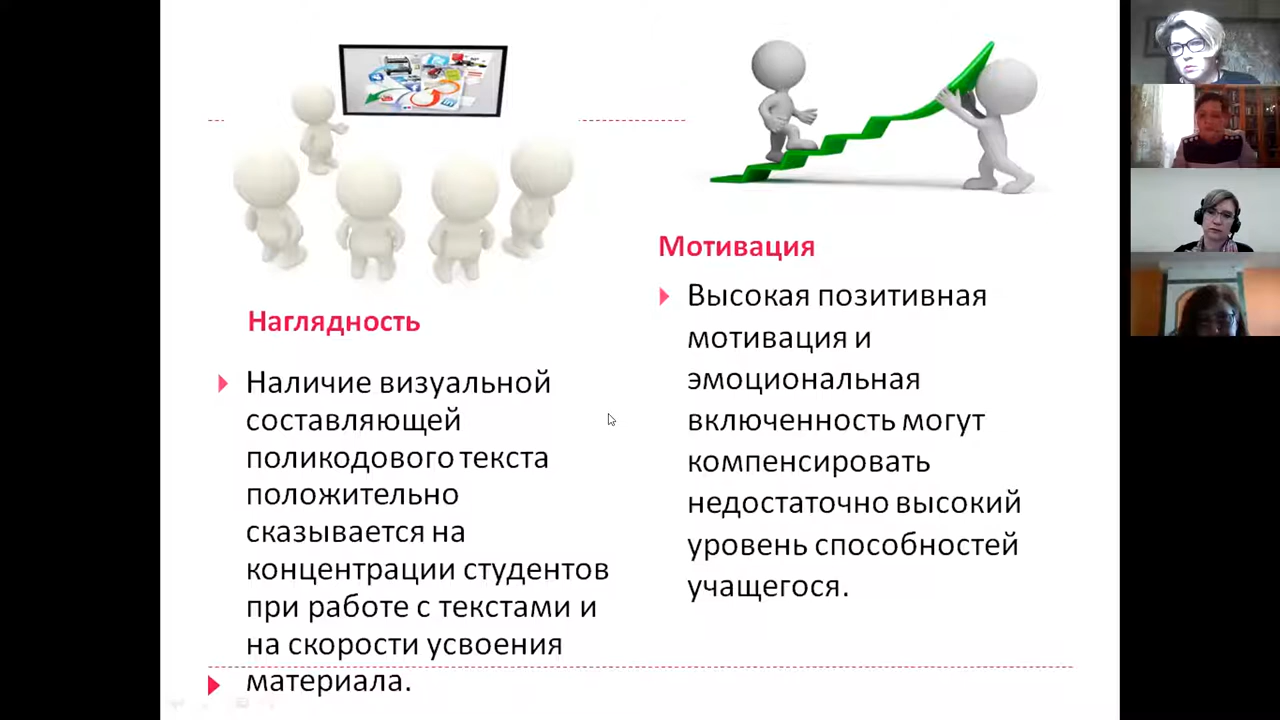 Наглядность
Наличие визуальной
составляющей
поликодового текста
положительно
сказывается на
концентрации студентов
при работе с текстами и
на скорости усвоения
материала.
Мотивация
Высокая позитивная
мотивация и
эмоциональная
включенность могут
компенсировать
недостаточно высокий
уровень способностей
учащегося.